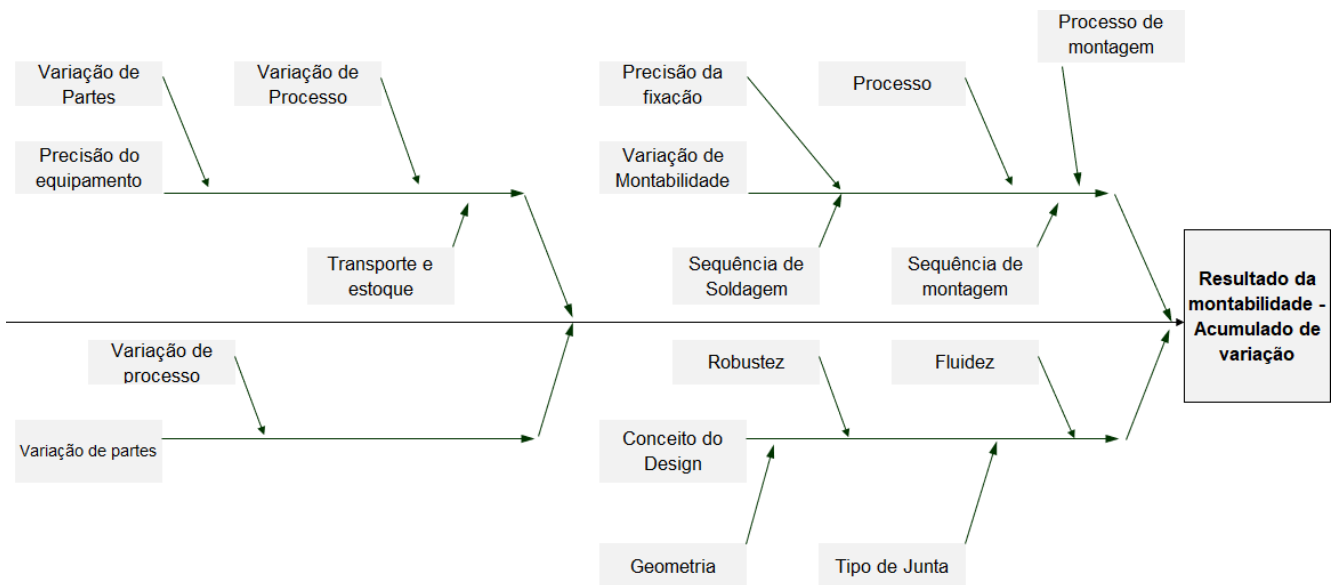 Processo de
montagem
Variação de
Partes
Variação de
Processo
Precisão da
fixação
Processo
Precisão do
equipamento
Variação de
Montabilidade
Transporte e
estoque
Sequência de
Soldagem
Sequência de
montagem
Resultado da
montabilidade -
Acumulado de
variação
Variação de
processo
Robustez
Fluidez
Variação de partes
Conceito do
Design
Geometria
Tipo de Junta